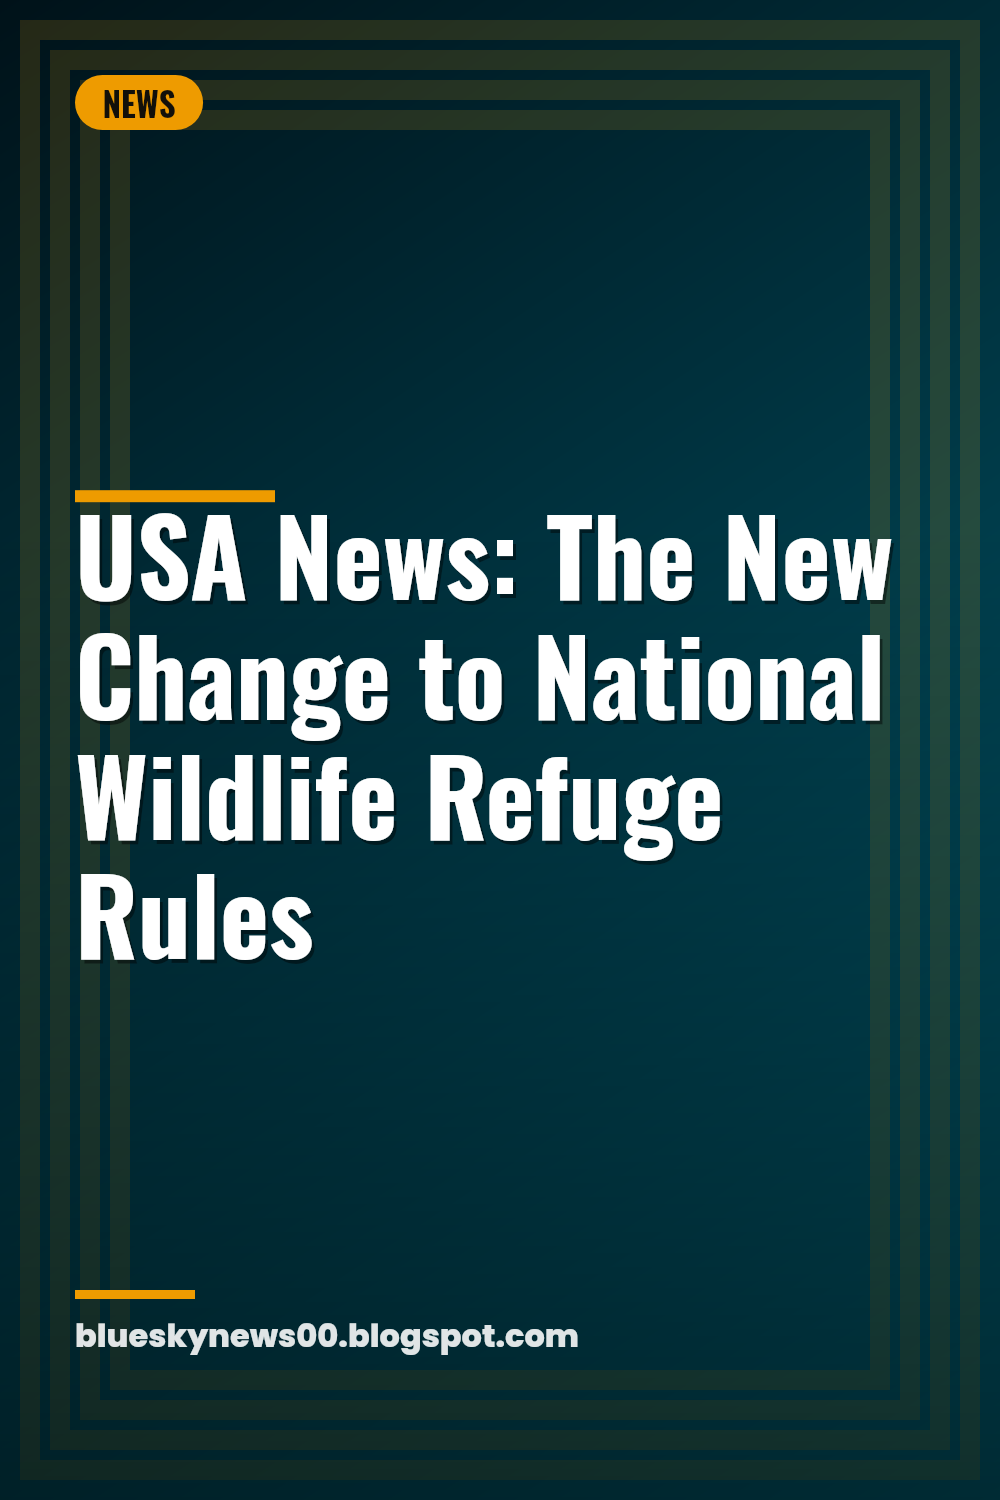 NEWS
USA News: The New
Change to National
Wildlife Refuge
Rules
blueskynews00.blogspot.com